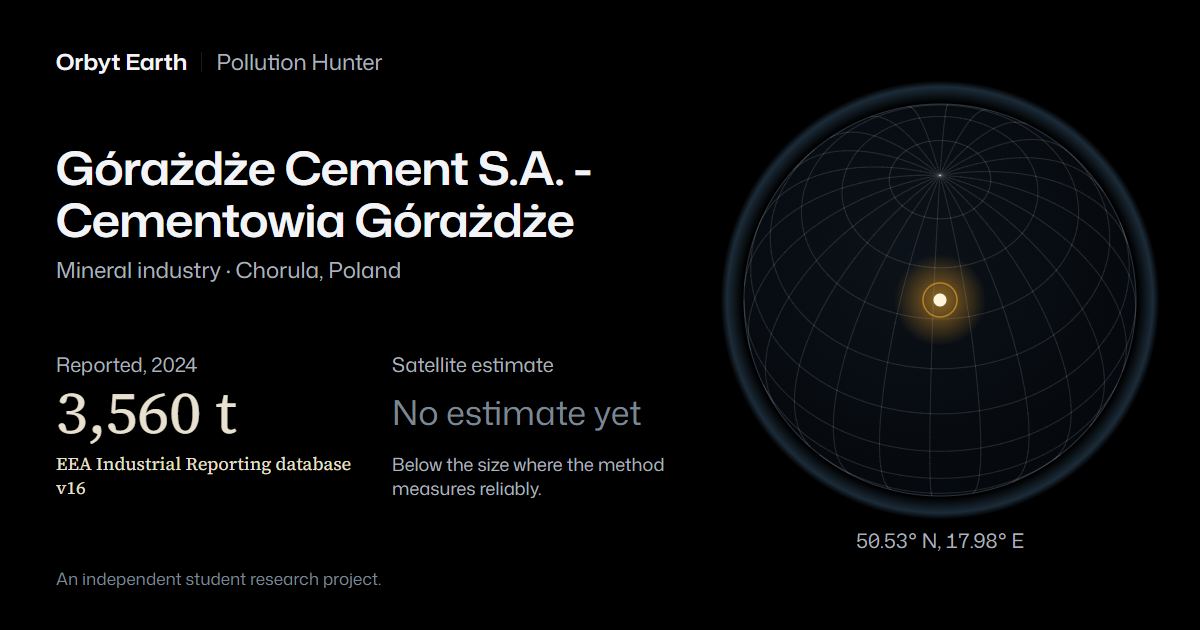 Orbyt Earth | Pollution Hunter
Górażdże Cement S.A. -
Cementowia Górażdże
Mineral industry · Chorula, Poland
Reported, 2024
3,560 t
EEA Industrial Reporting database
v16
Satellite estimate
No estimate yet
Below the size where the method
measures reliably.
50.53° N, 17.98° E
An independent student research project.